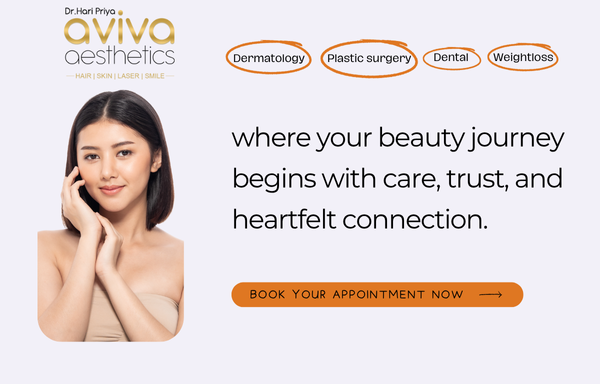 Dr.Hari Priya
aviva
aesthetics
HAIR | SKIN | LASER | SMILE
Dermatology
Plastic surgery
Dental
Weightloss
where your beauty journey
begins with care, trust, and
heartfelt connection.
BOOK YOUR APPOINTMENT NOW